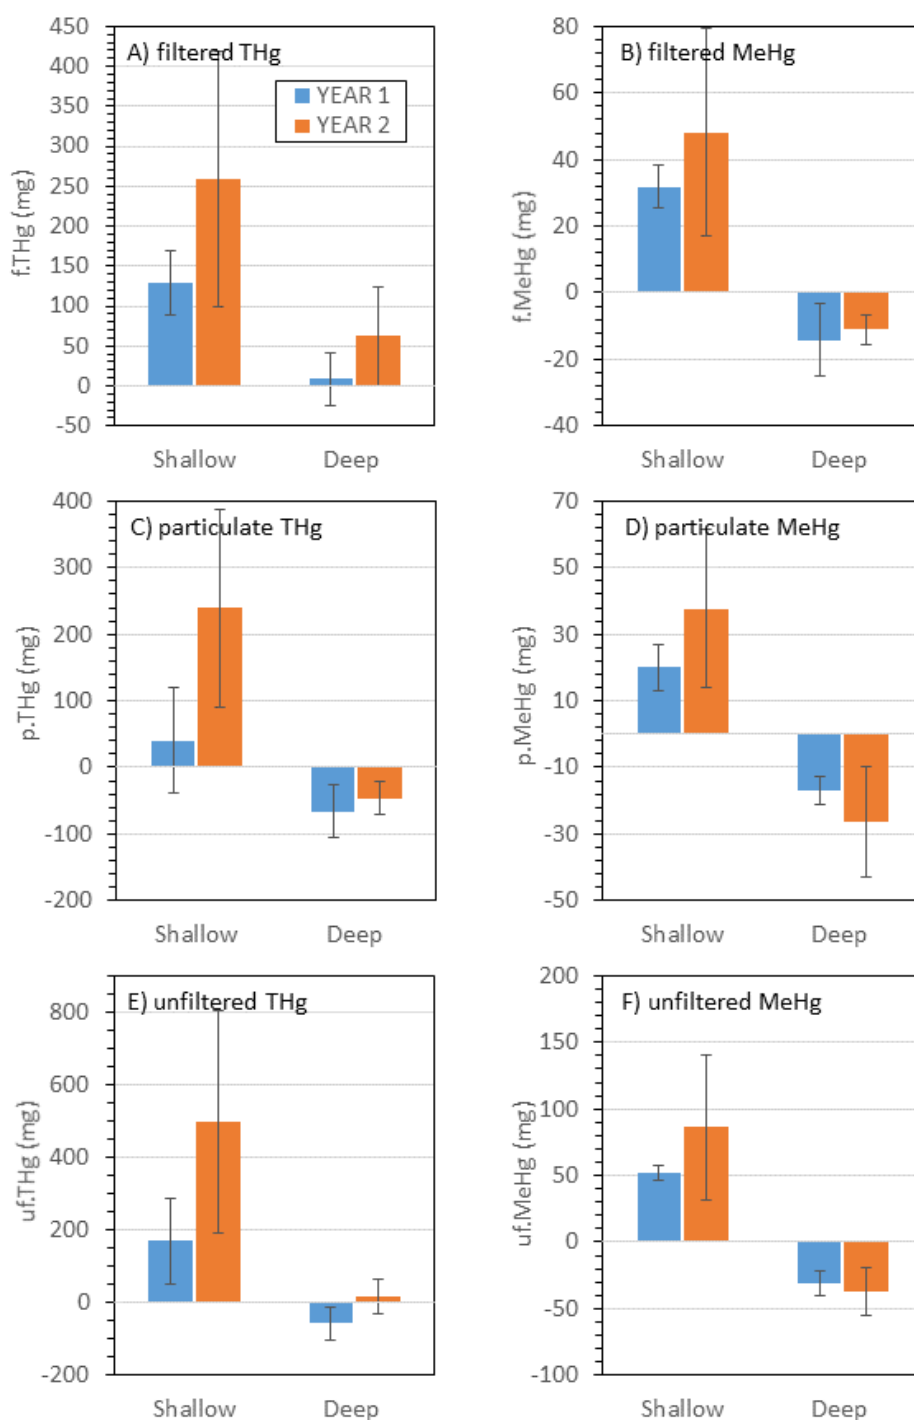 A) filtered THg
YEAR 1
YEAR 2
f.THg (mg)
450
400
350
300
250
200
150
100
50
0
-50
Shallow
Deep
B) filtered MeHg
f.MeHg (mg)
80
60
40
20
0
-20
-40
Shallow
Deep
C) particulate THg
p.THg (mg)
400
300
200
100
0
-100
-200
Shallow
Deep
D) particulate MeHg
p.MeHg (mg)
70
50
30
10
-10
-30
-50
Shallow
Deep
E) unfiltered THg
uf.THg (mg)
800
600
400
200
0
-200
Shallow
Deep
F) unfiltered MeHg
uf.MeHg (mg)
200
150
100
50
0
-50
-100
Shallow
Deep